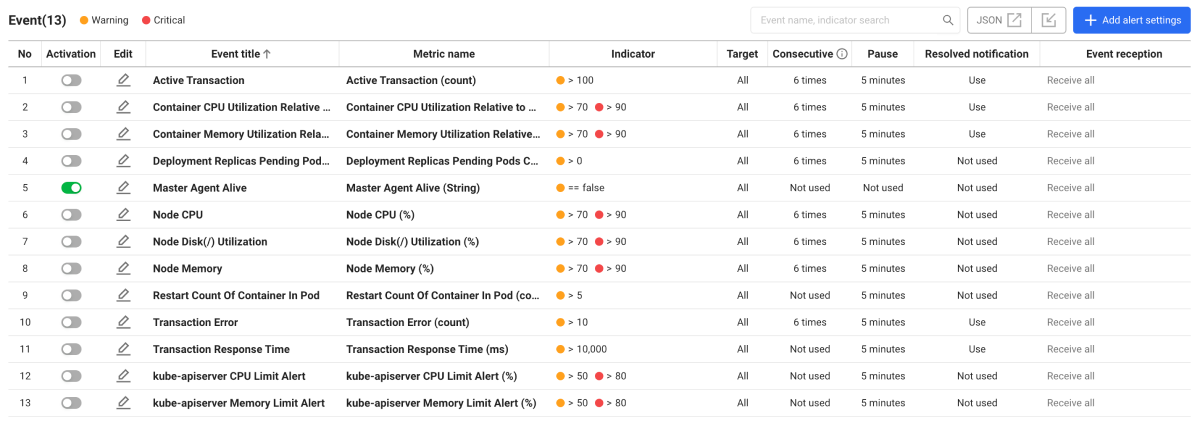 Event(13) Warning Critical Event name, indicator search JSON Add alert settings
No Activation Edit Event title Metric name Indicator Target Consecutive Pause Resolved notification Event reception
1 Active Transaction Active Transaction (count) > 100 All 6 times 5 minutes Use Receive all
2 Container CPU Utilization Relative ... Container CPU Utilization Relative to ... > 70 > 90 All 6 times 5 minutes Use Receive all
3 Container Memory Utilization Rela... Container Memory Utilization Relative... > 70 > 90 All 6 times 5 minutes Use Receive all
4 Deployment Replicas Pending Pod... Deployment Replicas Pending Pods C... > 0 All 6 times 5 minutes Not used Receive all
5 Master Agent Alive Master Agent Alive (String) == false All Not used Not used Not used Receive all
6 Node CPU Node CPU (%) > 70 > 90 All 6 times 5 minutes Not used Receive all
7 Node Disk(/) Utilization Node Disk(/) Utilization (%) > 70 > 90 All 6 times 5 minutes Not used Receive all
8 Node Memory Node Memory (%) > 70 > 90 All 6 times 5 minutes Not used Receive all
9 Restart Count Of Container In Pod Restart Count Of Container In Pod (co... > 5 All Not used 5 minutes Not used Receive all
10 Transaction Error Transaction Error (count) > 10 All 6 times 5 minutes Use Receive all
11 Transaction Response Time Transaction Response Time (ms) > 10,000 All Not used 5 minutes Use Receive all
12 kube-apiserver CPU Limit Alert kube-apiserver CPU Limit Alert (%) > 50 > 80 All Not used 5 minutes Not used Receive all
13 kube-apiserver Memory Limit Alert kube-apiserver Memory Limit Alert (%) > 50 > 80 All Not used 5 minutes Not used Receive all